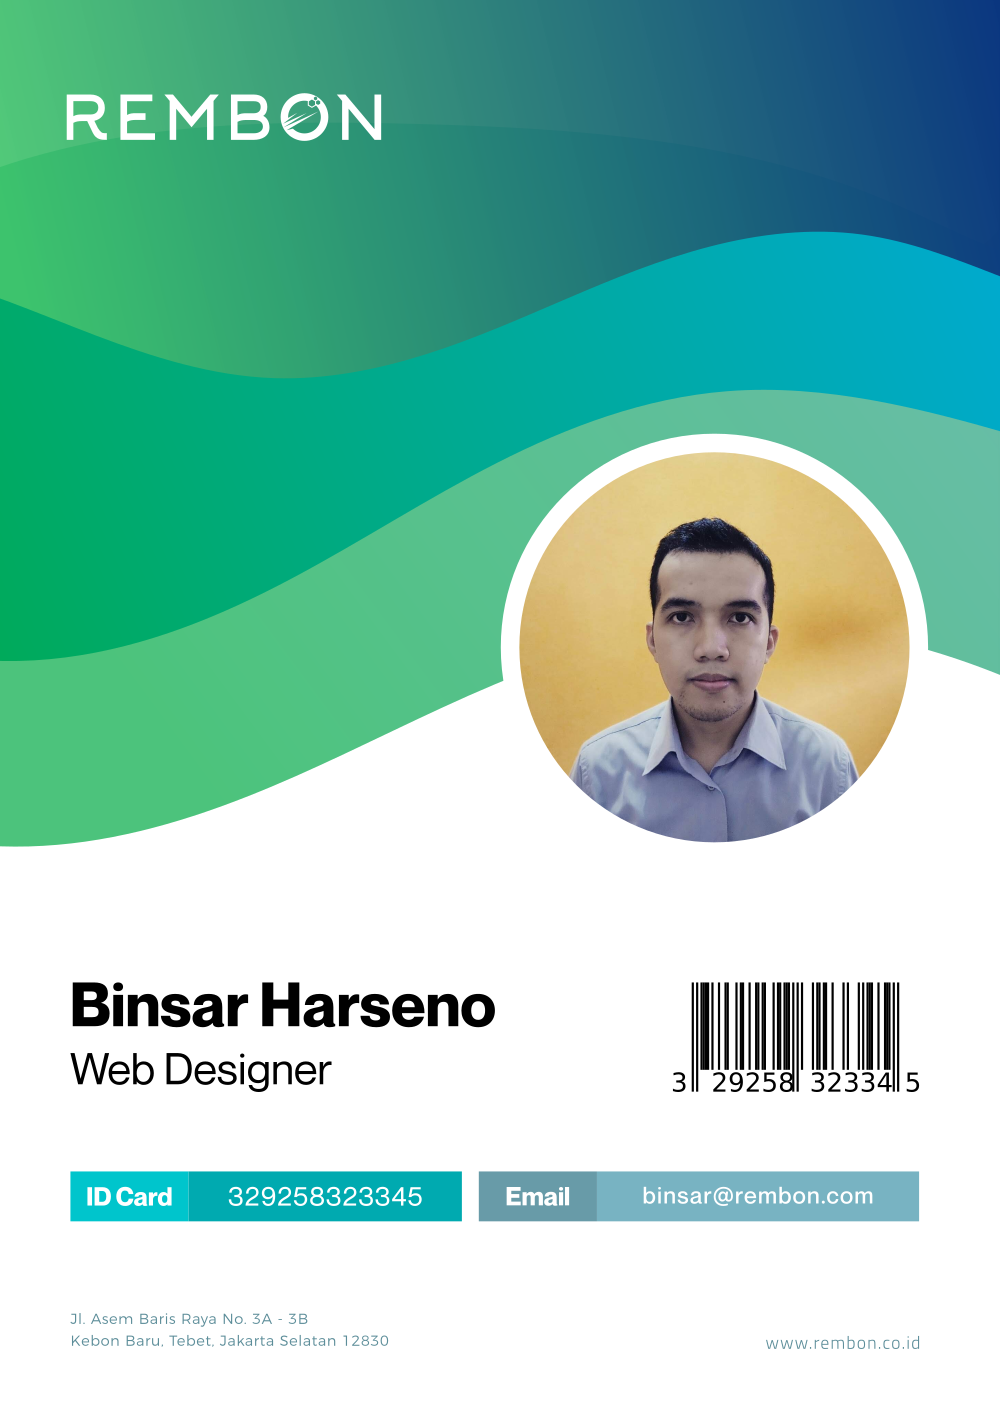 REMBON
Binsar Harseno
Web Designer
3 29258 32334 5
ID Card 329258323345
Email binsar@rembon.com
Jl. Asem Baris Raya No. 3A - 3B
Kebon Baru, Tebet, Jakarta Selatan 12830
www.rembon.co.id